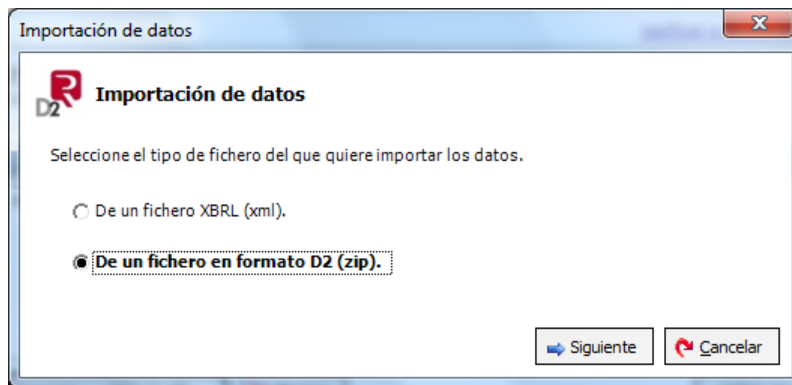 Importación de datos
D2 R
Importación de datos
Seleccione el tipo de fichero del que quiere importar los datos.
De un fichero XBRL (xml).
De un fichero en formato D2 (zip).
Siguiente
Cancelar